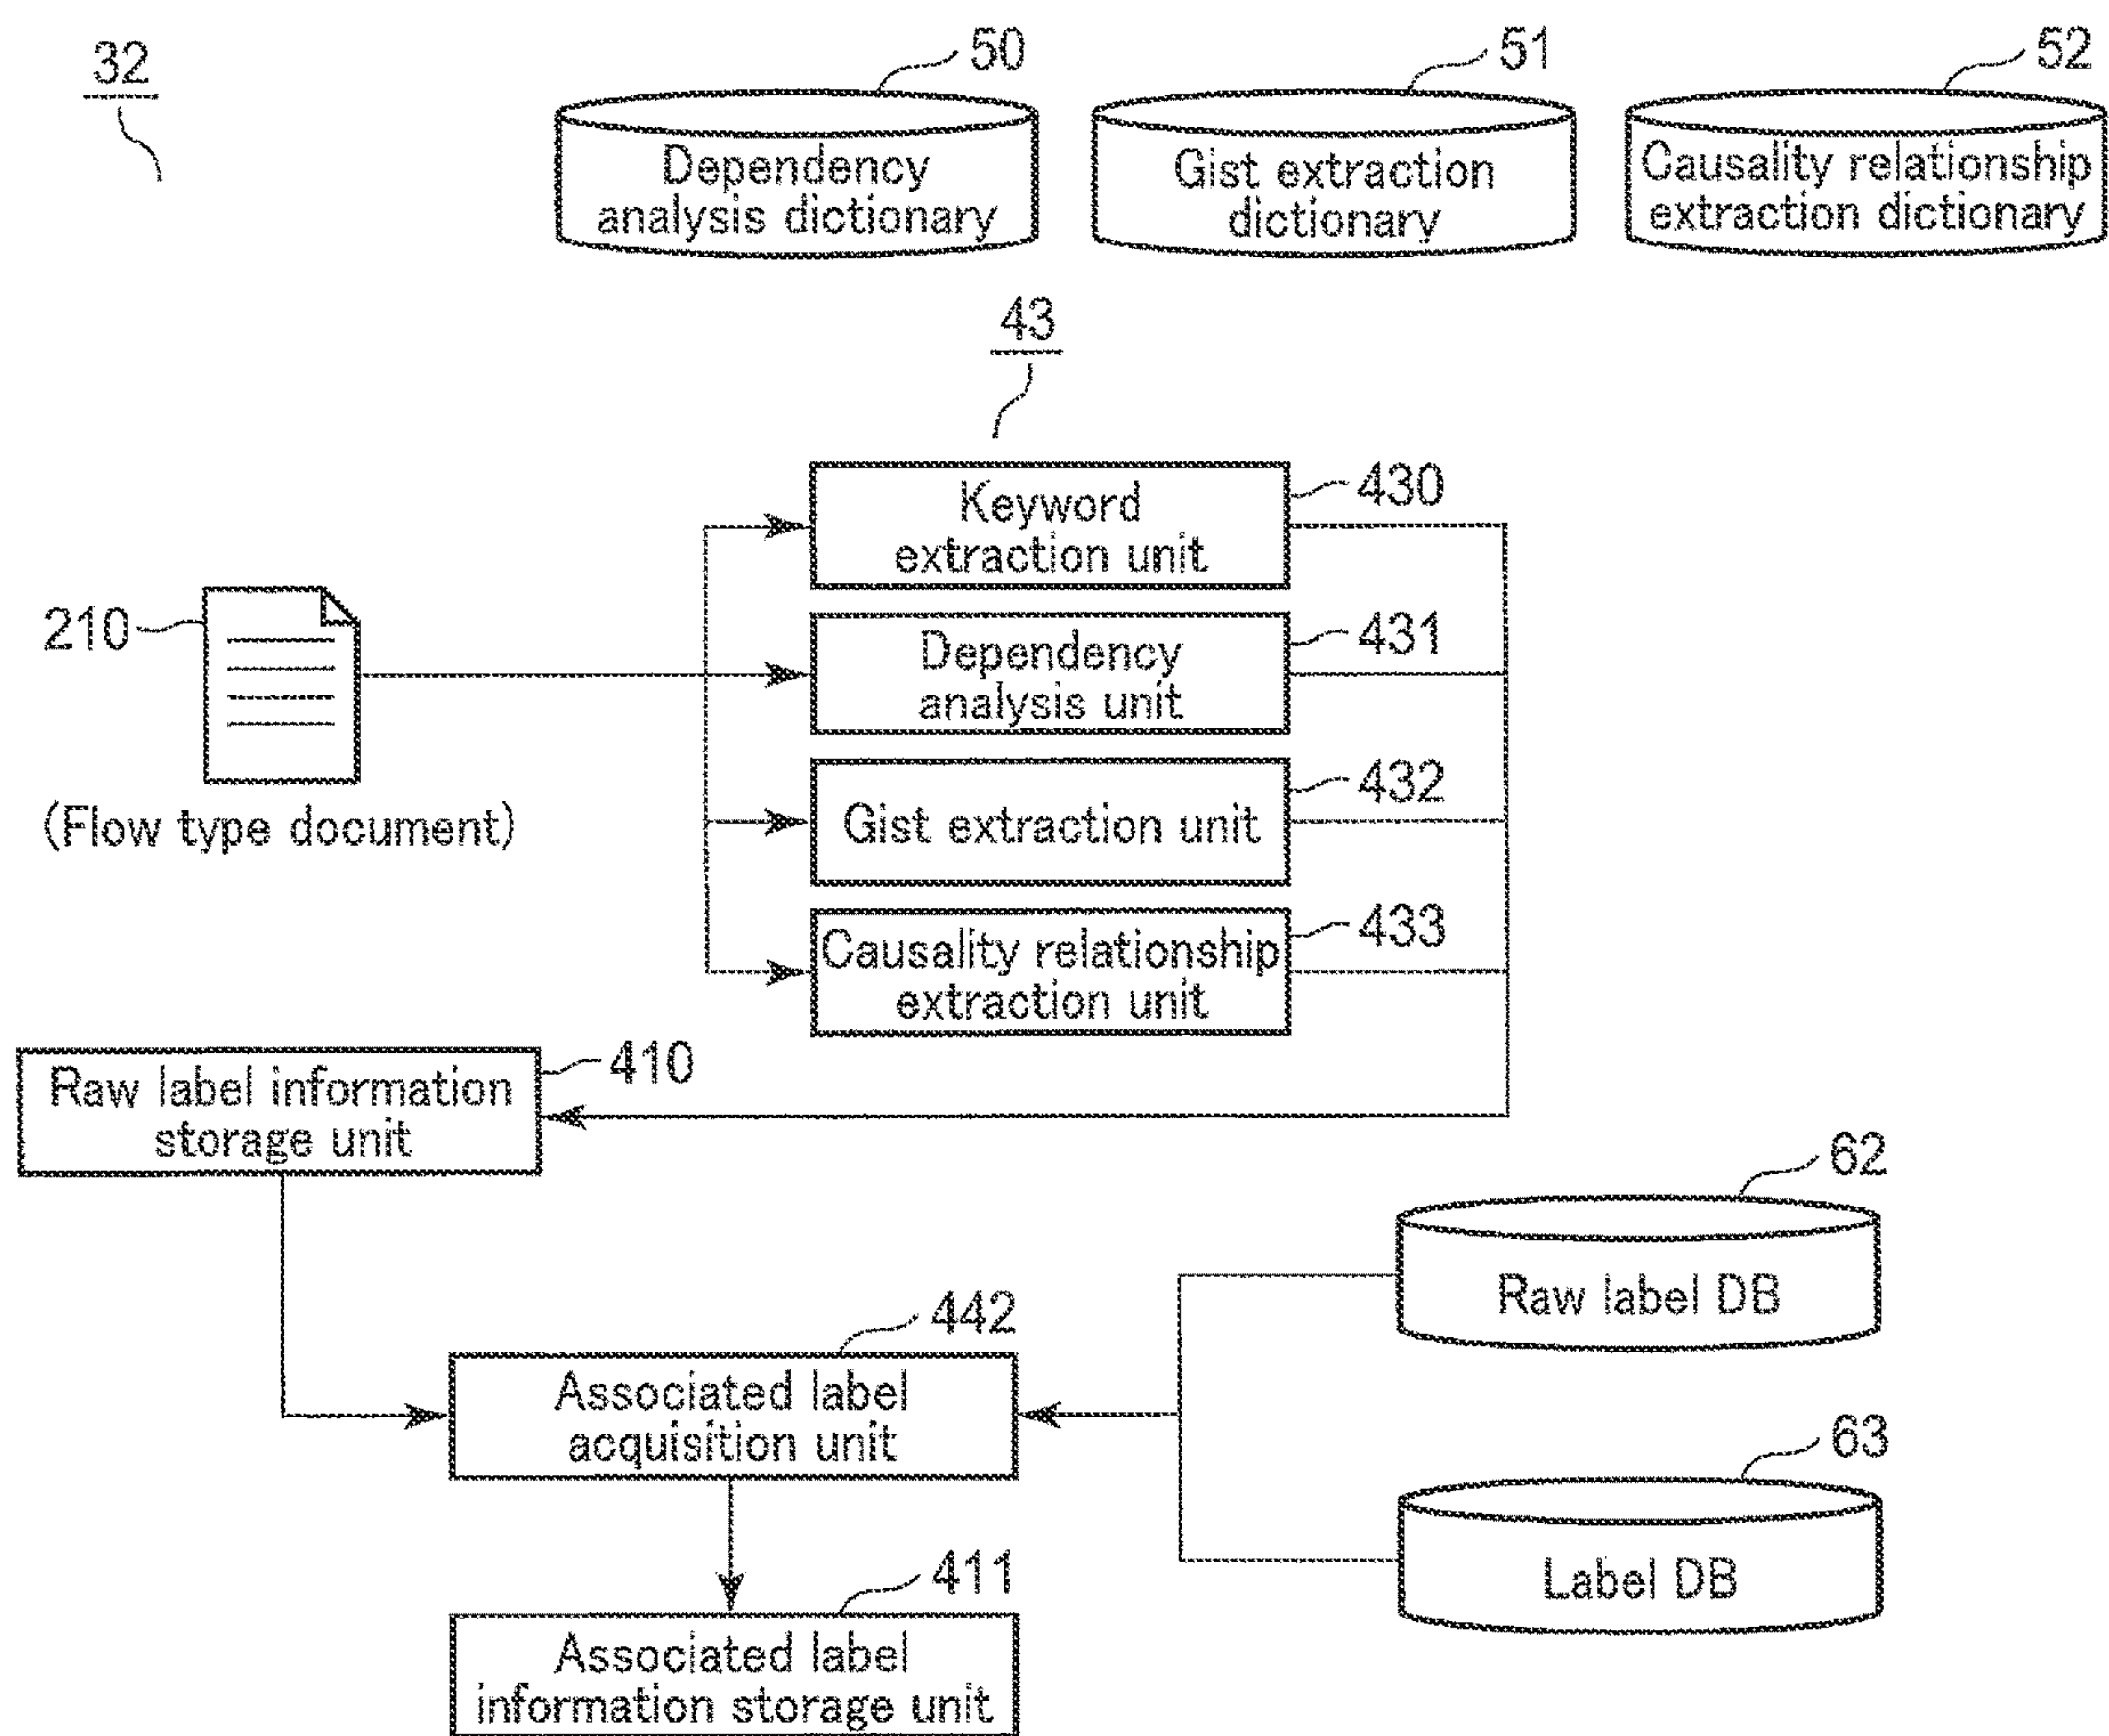 32
50
51
52
Dependency
analysis dictionary
Gist extraction
dictionary
Causality relationship
extraction dictionary
43
Keyword
extraction unit
430
210
Dependency
analysis unit
431
(Flow type document)
Gist extraction unit
432
Causality relationship
extraction unit
433
Raw label information
storage unit
410
62
Raw label DB
442
Associated label
acquisition unit
63
Label DB
411
Associated label
information storage unit